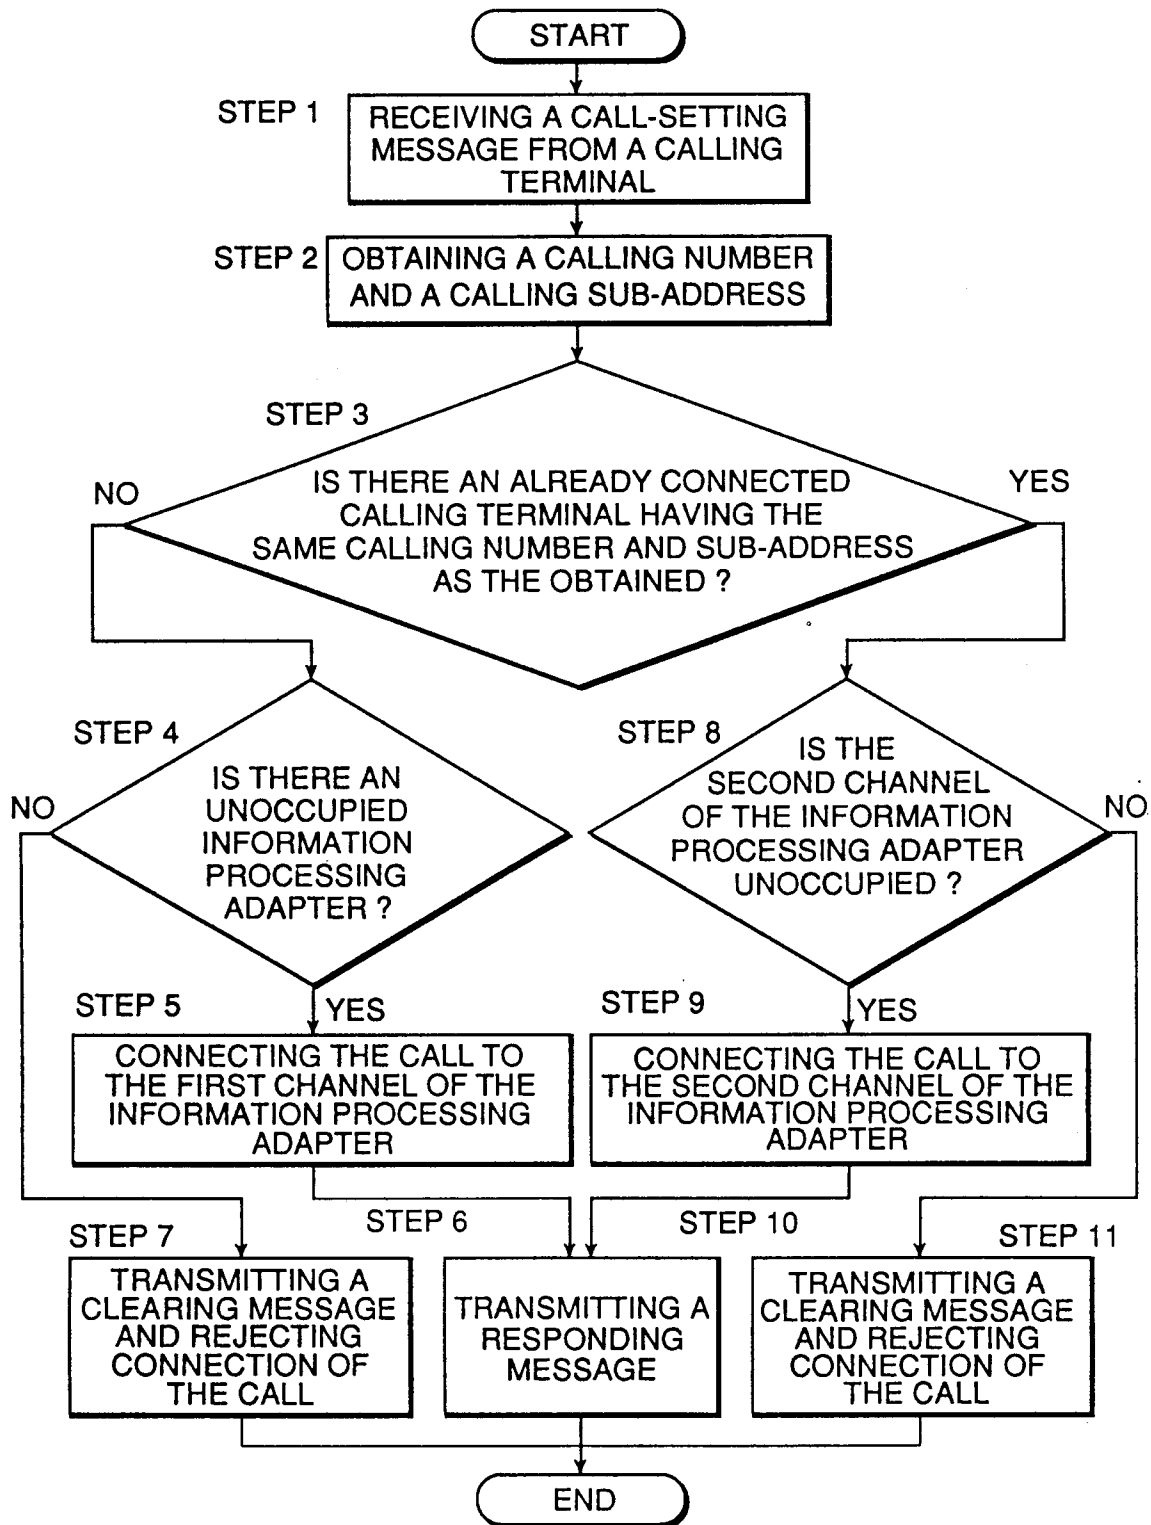 START
STEP 1
RECEIVING A CALL-SETTING
MESSAGE FROM A CALLING
TERMINAL
STEP 2
OBTAINING A CALLING NUMBER
AND A CALLING SUB-ADDRESS
STEP 3
IS THERE AN ALREADY CONNECTED
CALLING TERMINAL HAVING THE
SAME CALLING NUMBER AND SUB-ADDRESS
AS THE OBTAINED ?
NO
YES
STEP 4
IS THERE AN
UNOCCUPIED
INFORMATION
PROCESSING
ADAPTER ?
NO
STEP 8
IS THE
SECOND CHANNEL
OF THE INFORMATION
PROCESSING ADAPTER
UNOCCUPIED ?
NO
STEP 5
YES
CONNECTING THE CALL TO
THE FIRST CHANNEL OF THE
INFORMATION PROCESSING
ADAPTER
STEP 9
YES
CONNECTING THE CALL TO
THE SECOND CHANNEL OF THE
INFORMATION PROCESSING
ADAPTER
STEP 7
TRANSMITTING A
CLEARING MESSAGE
AND REJECTING
CONNECTION OF
THE CALL
STEP 6
STEP 10
TRANSMITTING A
RESPONDING
MESSAGE
STEP 11
TRANSMITTING A
CLEARING MESSAGE
AND REJECTING
CONNECTION OF
THE CALL
END